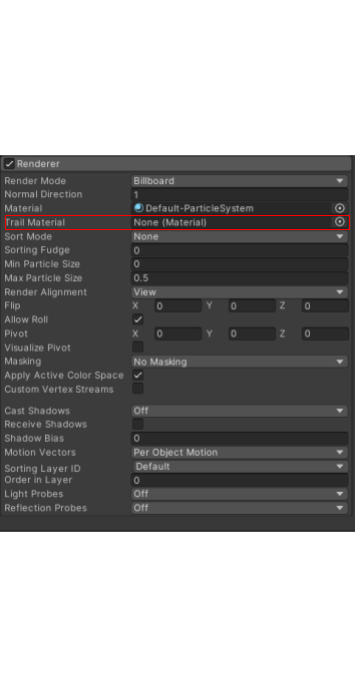 Renderer
Render Mode Billboard
Normal Direction 1
Material Default-ParticleSystem
Trail Material None (Material)
Sort Mode None
Sorting Fudge 0
Min Particle Size 0
Max Particle Size 0.5
Render Alignment View
Flip X 0 Y 0 Z 0
Allow Roll
Pivot X 0 Y 0 Z 0
Visualize Pivot
Masking No Masking
Apply Active Color Space
Custom Vertex Streams
Cast Shadows Off
Receive Shadows
Shadow Bias 0
Motion Vectors Per Object Motion
Sorting Layer ID Default
Order in Layer 0
Light Probes Off
Reflection Probes Off